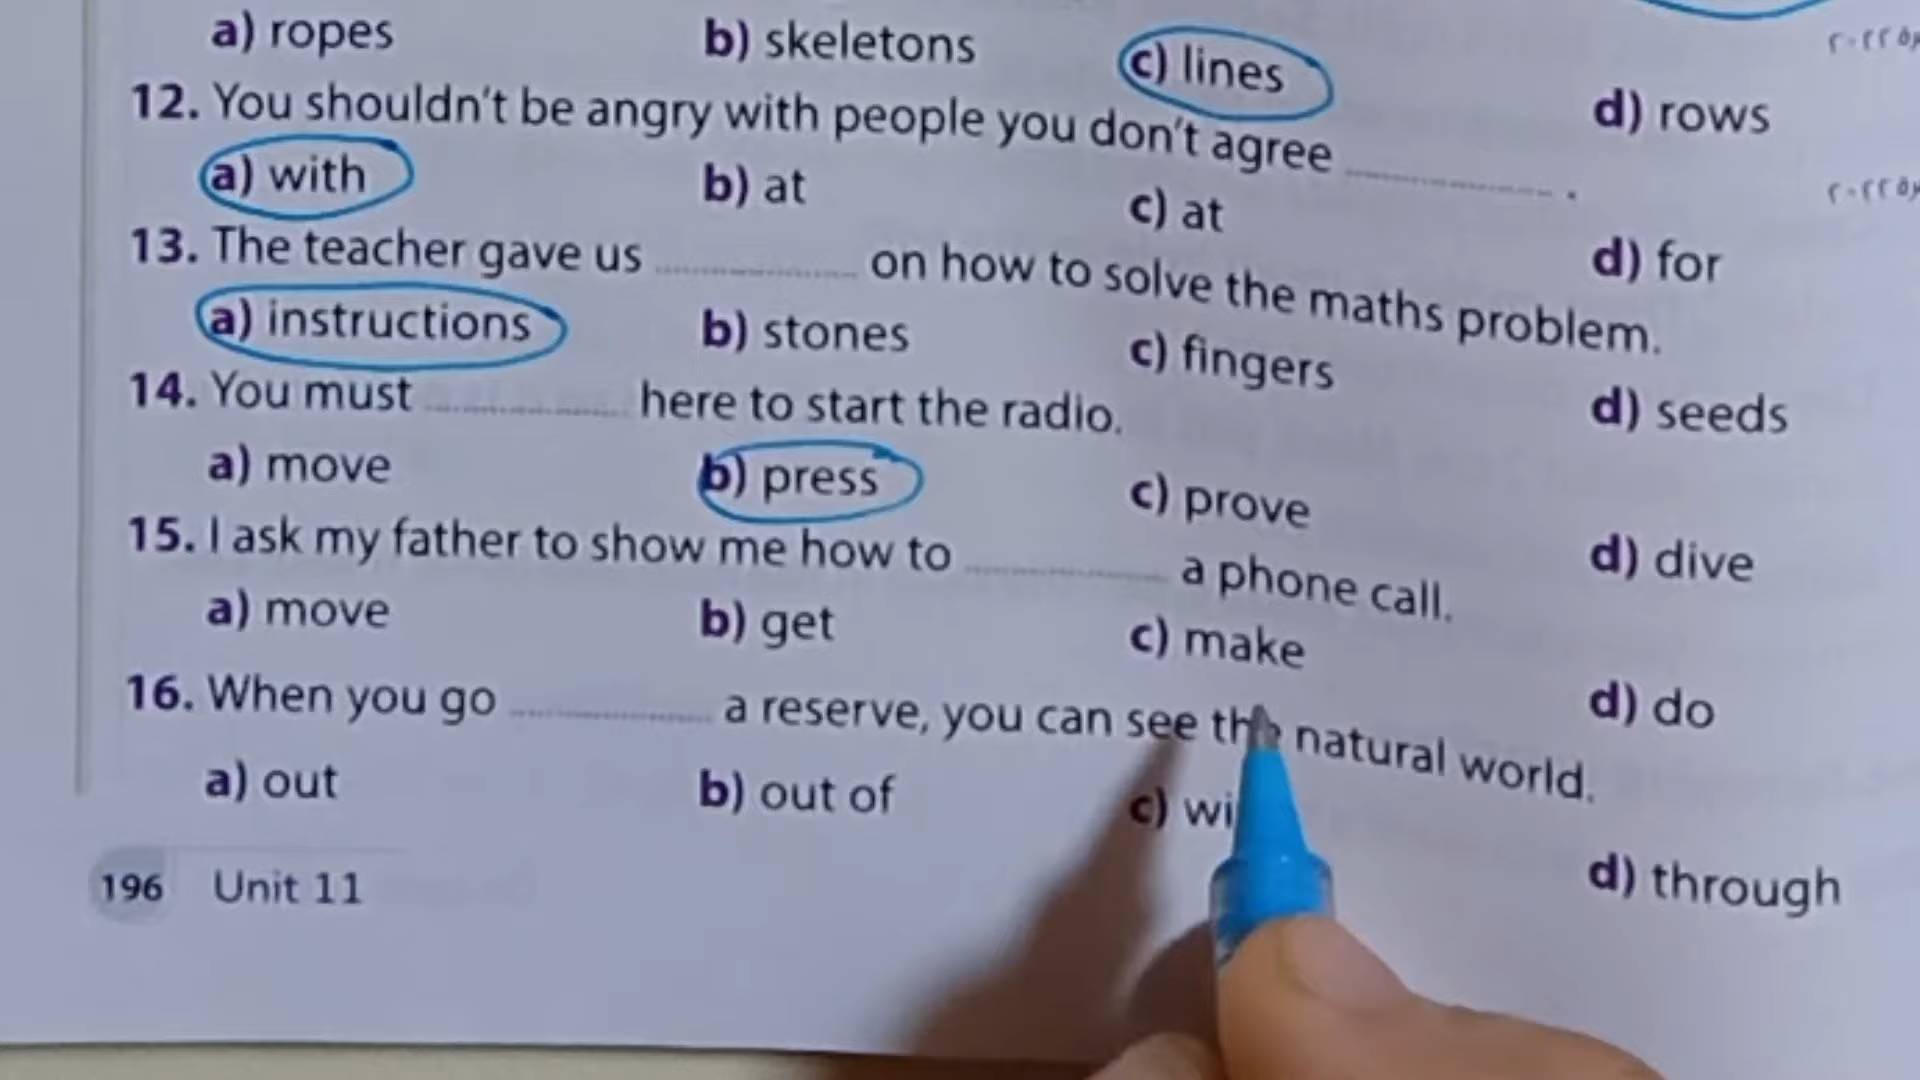 a) ropes b) skeletons c) lines d) rows
12. You shouldn't be angry with people you don't agree .
a) with b) at c) at d) for
13. The teacher gave us on how to solve the maths problem.
a) instructions b) stones c) fingers d) seeds
14. You must here to start the radio.
a) move b) press c) prove d) dive
15. I ask my father to show me how to a phone call.
a) move b) get c) make d) do
16. When you go a reserve, you can see the natural world.
a) out b) out of c) d) through
196 Unit 11